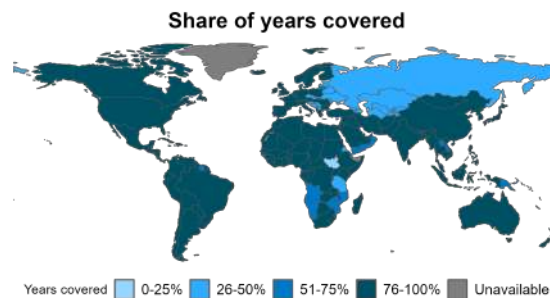 Share of years covered
Years covered 0-25% 26-50% 51-75% 76-100% Unavailable